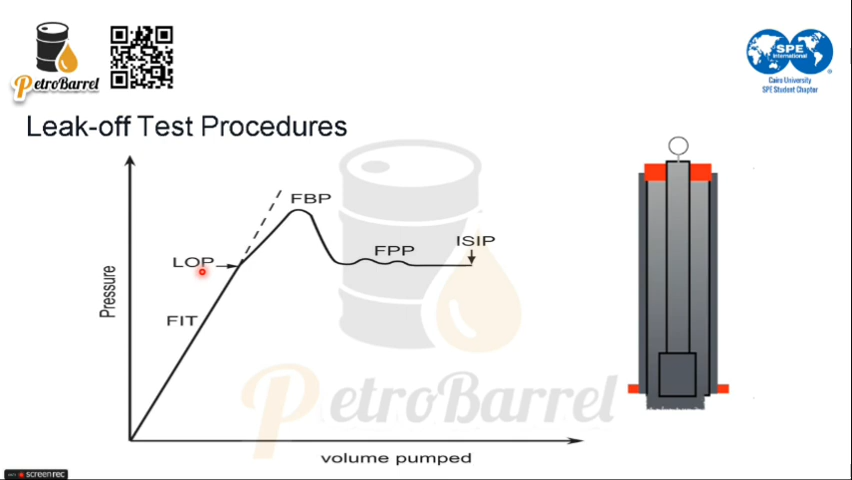 PetroBarrel
SPE
International
Cairo University
SPE Student Chapter
Leak-off Test Procedures
FBP
ISIP
FPP
LOP
FIT
Pressure
PetroBarrel
volume pumped
screenrec